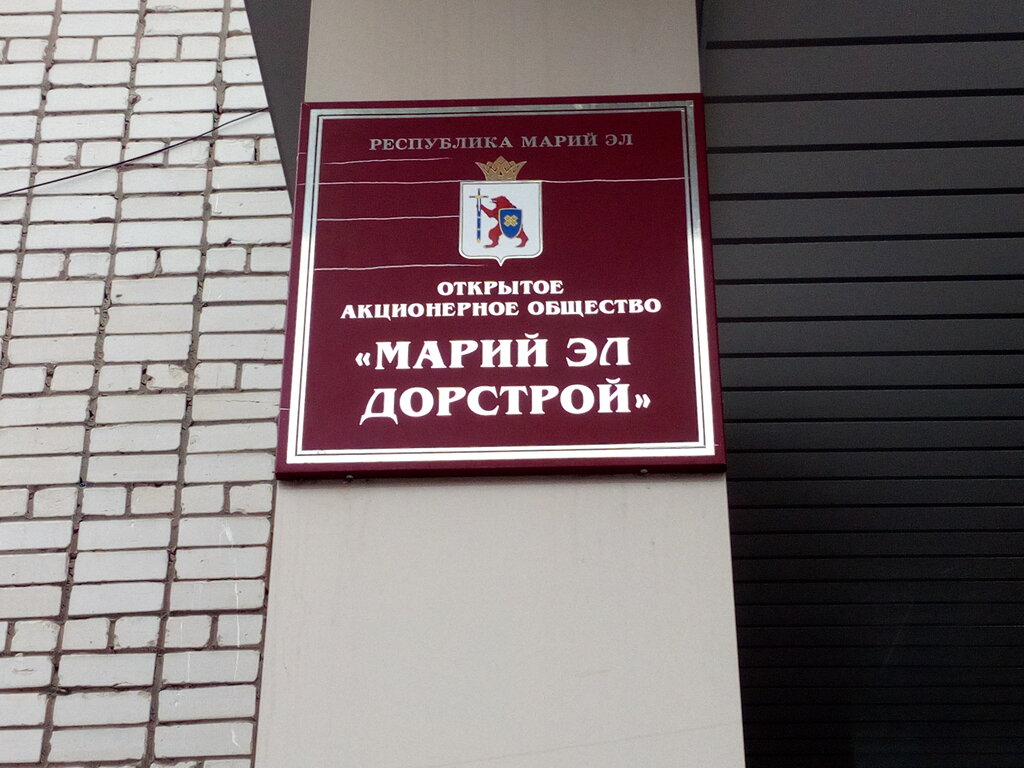 РЕСПУБЛИКА МАРИЙ ЭЛ
ОТКРЫТОЕ
АКЦИОНЕРНОЕ ОБЩЕСТВО
«МАРИЙ ЭЛ
ДОРСТРОЙ»